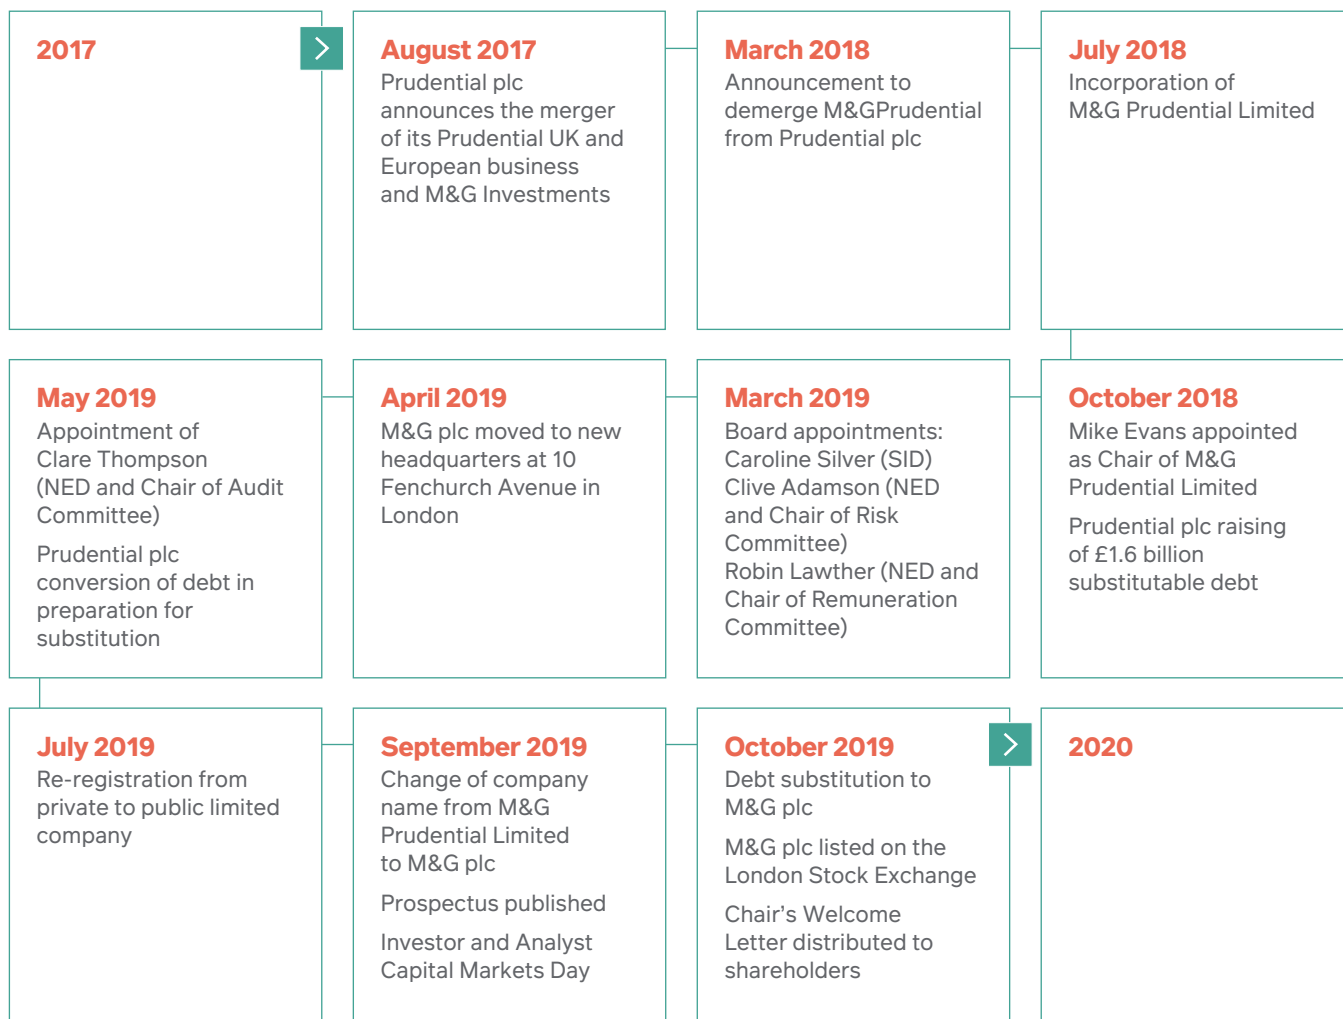 2017
August 2017
Prudential plc
announces the merger
of its Prudential UK and
European business
and M&G Investments
March 2018
Announcement to
demerge M&GPrudential
from Prudential plc
July 2018
Incorporation of
M&G Prudential Limited
October 2018
Mike Evans appointed
as Chair of M&G
Prudential Limited
Prudential plc raising
of £1.6 billion
substitutable debt
March 2019
Board appointments:
Caroline Silver (SID)
Clive Adamson (NED
and Chair of Risk
Committee)
Robin Lawther (NED and
Chair of Remuneration
Committee)
April 2019
M&G plc moved to new
headquarters at 10
Fenchurch Avenue in
London
May 2019
Appointment of
Clare Thompson
(NED and Chair of Audit
Committee)
Prudential plc
conversion of debt in
preparation for
substitution
July 2019
Re-registration from
private to public limited
company
September 2019
Change of company
name from M&G
Prudential Limited
to M&G plc
Prospectus published
Investor and Analyst
Capital Markets Day
October 2019
Debt substitution to
M&G plc
M&G plc listed on the
London Stock Exchange
Chair’s Welcome
Letter distributed to
shareholders
2020